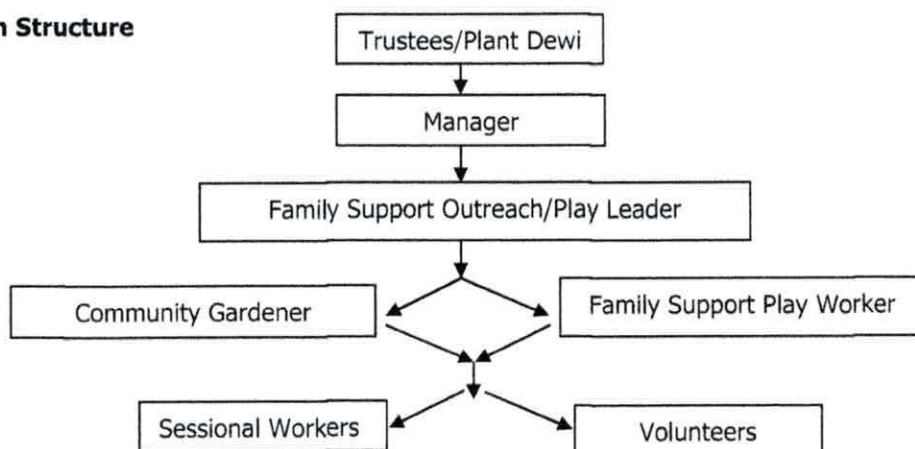 Structure
Trustees/Plant Dewi
Manager
Family Support Outreach/Play Leader
Community Gardener
Family Support Play Worker
Sessional Workers
Volunteers